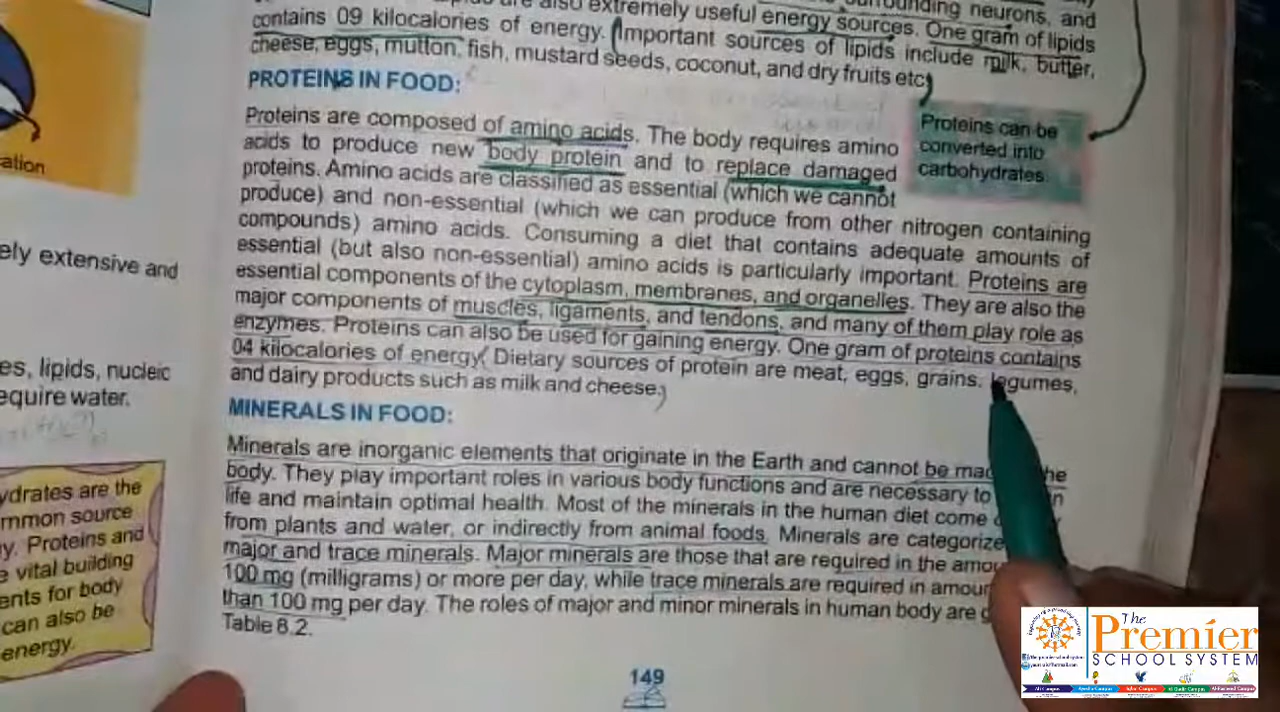 are also extremely useful energy sources. One gram of lipids
contains 09 kilocalories of energy. (Important sources of lipids include milk, butter,
cheese, eggs, mutton, fish, mustard seeds, coconut, and dry fruits etc)
PROTEINS IN FOOD:
Proteins are composed of amino acids. The body requires amino
acids to produce new body protein and to replace damaged
proteins. Amino acids are classified as essential (which we cannot
produce) and non-essential (which we can produce from other nitrogen containing
compounds) amino acids. Consuming a diet that contains adequate amounts of
essential (but also non-essential) amino acids is particularly important. Proteins are
essential components of the cytoplasm, membranes, and organelles. They are also the
major components of muscles, ligaments, and tendons, and many of them play role as
enzymes. Proteins can also be used for gaining energy. One gram of proteins contains
04 kilocalories of energy. (Dietary sources of protein are meat, eggs, grains, legumes,
and dairy products such as milk and cheese.)
Proteins can be
converted into
carbohydrates.
MINERALS IN FOOD:
Minerals are inorganic elements that originate in the Earth and cannot be
body. They play important roles in various body functions and are necessary to
life and maintain optimal health. Most of the minerals in the human diet come
from plants and water, or indirectly from animal foods. Minerals are
major and trace minerals. Major minerals are those that are required in the
100 mg (milligrams) or more per day, while trace minerals are required in
than 100 mg per day. The roles of major and minor minerals in human body are
Table 8.2.
149
ely extensive and
es, lipids, nucleic
equire water.
ydrates are the
mmon source
y. Proteins and
e vital building
ents for body
can also be
energy.
The
Premier
SCHOOL SYSTEM